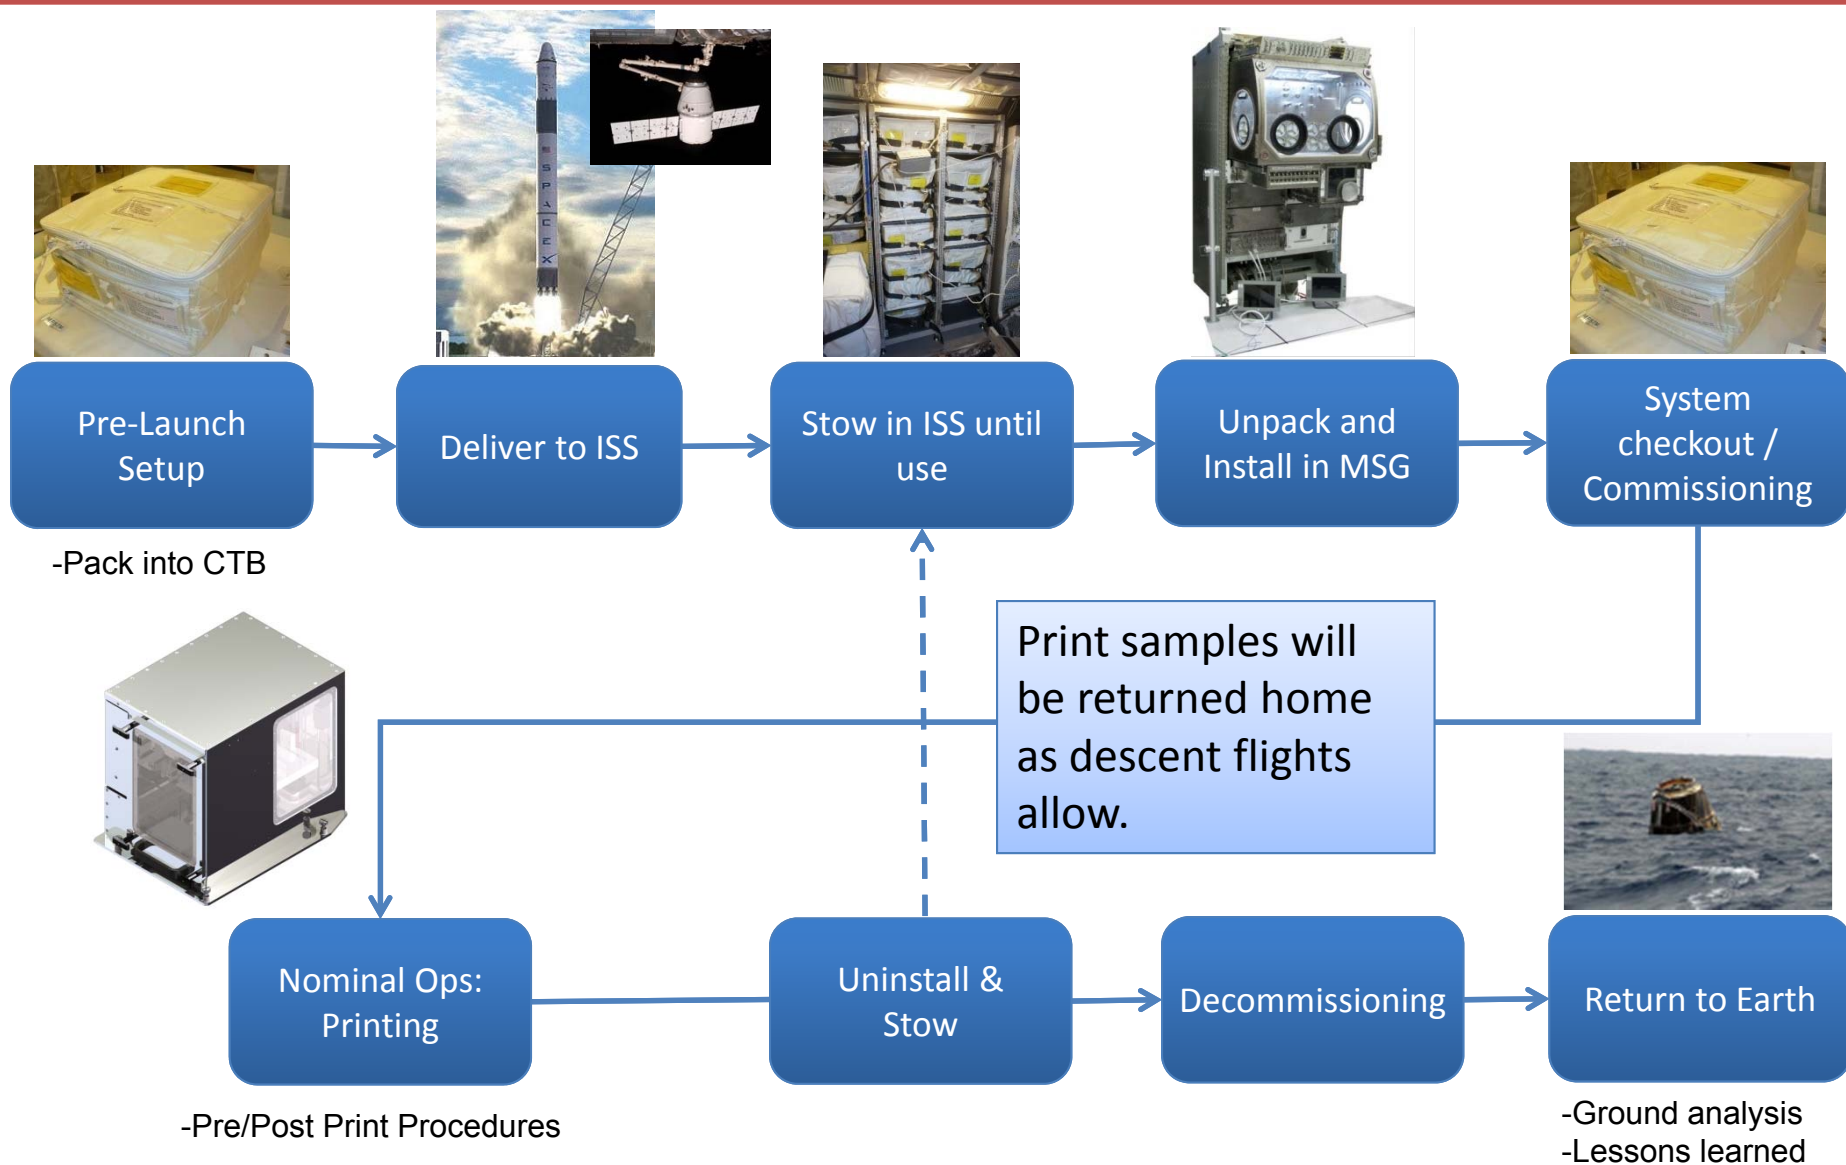 SPACEX
Pre-Launch
Setup
Deliver to ISS
Stow in ISS until
use
Unpack and
Install in MSG
System
checkout /
Commissioning
-Pack into CTB
Print samples will
be returned home
as descent flights
allow.
Nominal Ops:
Printing
Uninstall &
Stow
Decommissioning
Return to Earth
-Pre/Post Print Procedures
-Ground analysis
-Lessons learned